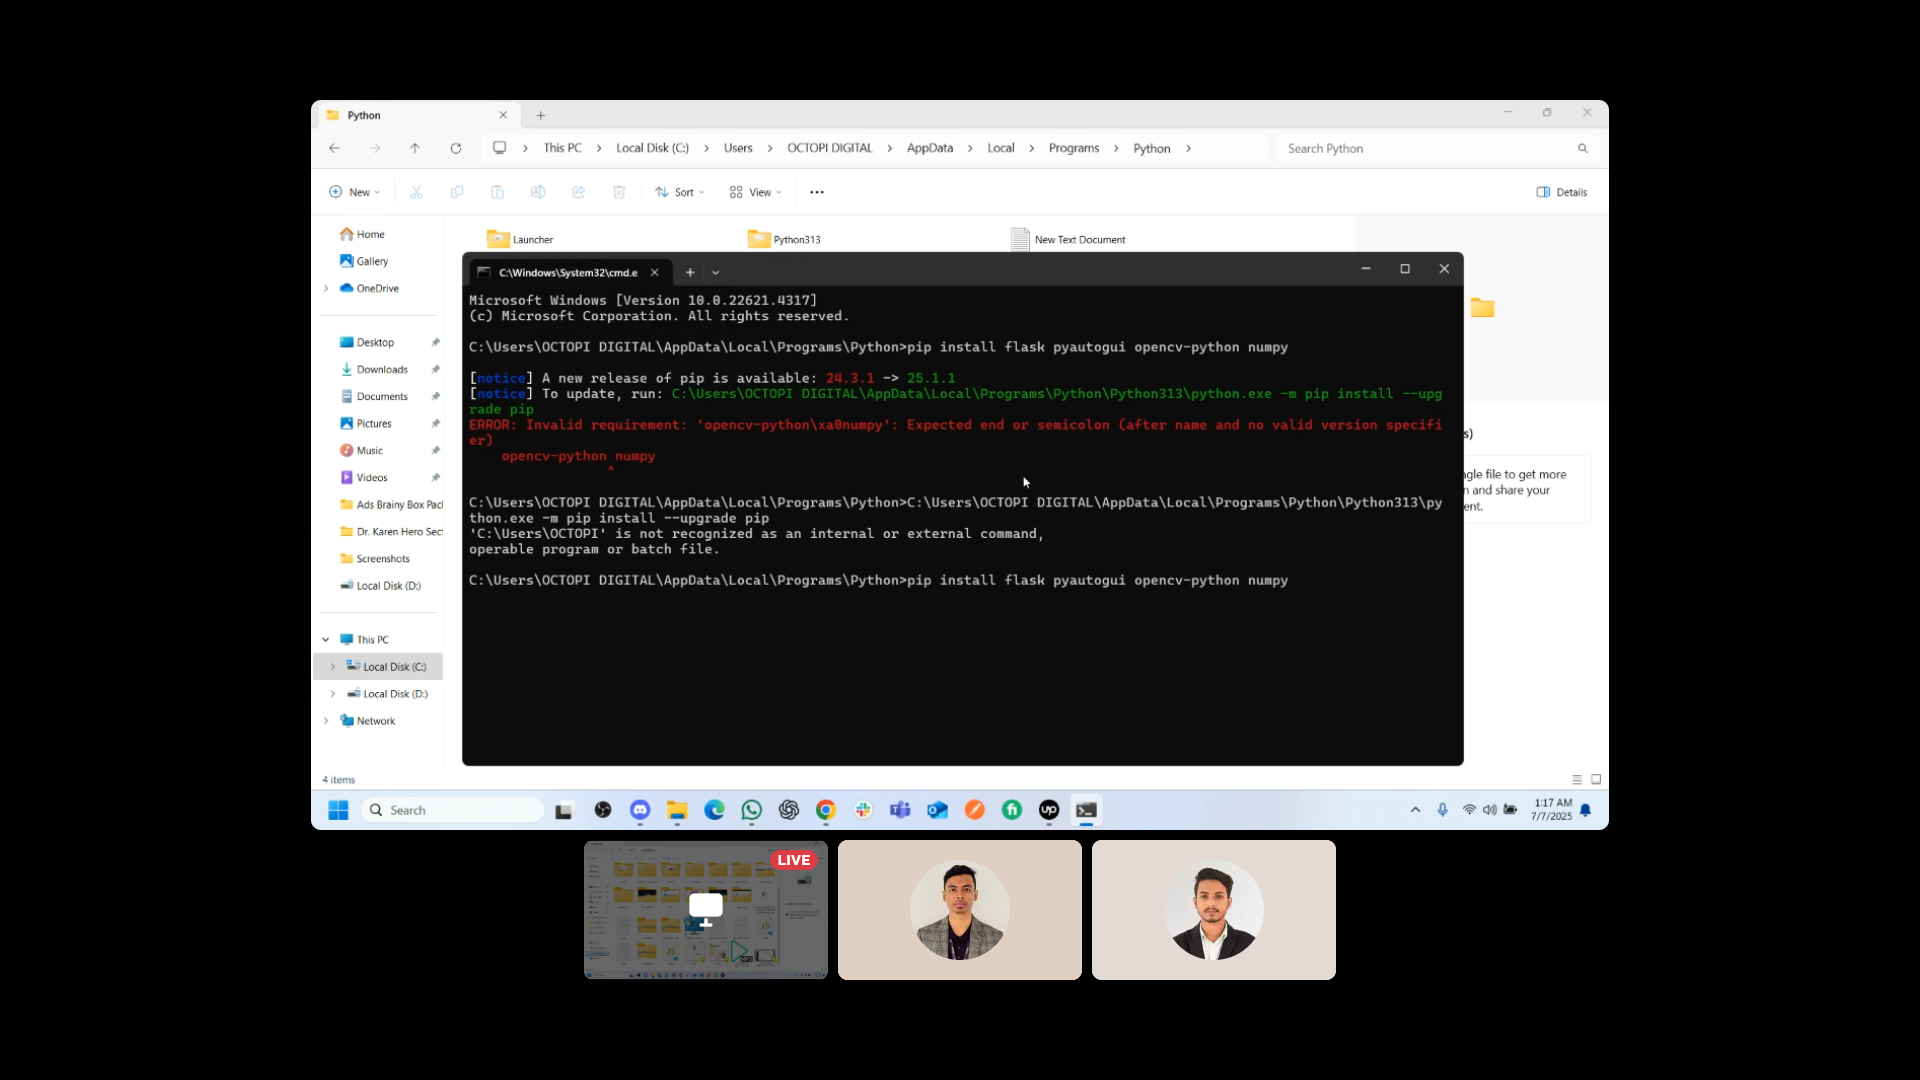 Python
This PC > Local Disk (C:) > Users > OCTOPI DIGITAL > AppData > Local > Programs > Python >
Search Python
New
Sort
View
Details
Home
Gallery
OneDrive
Desktop
Downloads
Documents
Pictures
Music
Videos
Ads Brainy Box Pac
Dr. Karen Hero Sec
Screenshots
Local Disk (D:)
This PC
Local Disk (C:)
Local Disk (D:)
Network
Launcher
Python313
New Text Document
C:\Windows\System32\cmd.e
Microsoft Windows [Version 10.0.22621.4317]
(c) Microsoft Corporation. All rights reserved.
C:\Users\OCTOPI DIGITAL\AppData\Local\Programs\Python>pip install flask pyautogui opencv-python numpy
[notice] A new release of pip is available: 24.3.1 -> 25.1.1
[notice] To update, run: C:\Users\OCTOPI DIGITAL\AppData\Local\Programs\Python\Python313\python.exe -m pip install --upg
rade pip
ERROR: Invalid requirement: 'opencv-python\xa0numpy': Expected end or semicolon (after name and no valid version specifi
er)
opencv-python numpy
^
C:\Users\OCTOPI DIGITAL\AppData\Local\Programs\Python>C:\Users\OCTOPI DIGITAL\AppData\Local\Programs\Python\Python313\py
thon.exe -m pip install --upgrade pip
'C:\Users\OCTOPI' is not recognized as an internal or external command,
operable program or batch file.
C:\Users\OCTOPI DIGITAL\AppData\Local\Programs\Python>pip install flask pyautogui opencv-python numpy
s)
ngle file to get more
n and share your
ent.
4 items
Search
1:17 AM
7/7/2025
LIVE